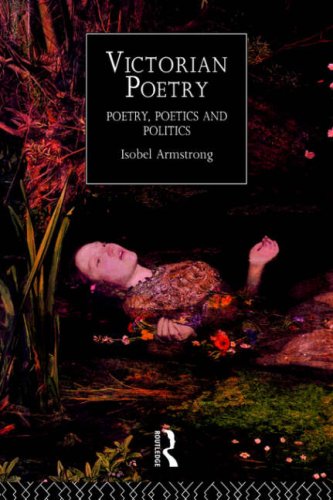 VICTORIAN
POETRY
POETRY, POETICS AND
POLITICS
Isobel Armstrong
ROUTLEDGE